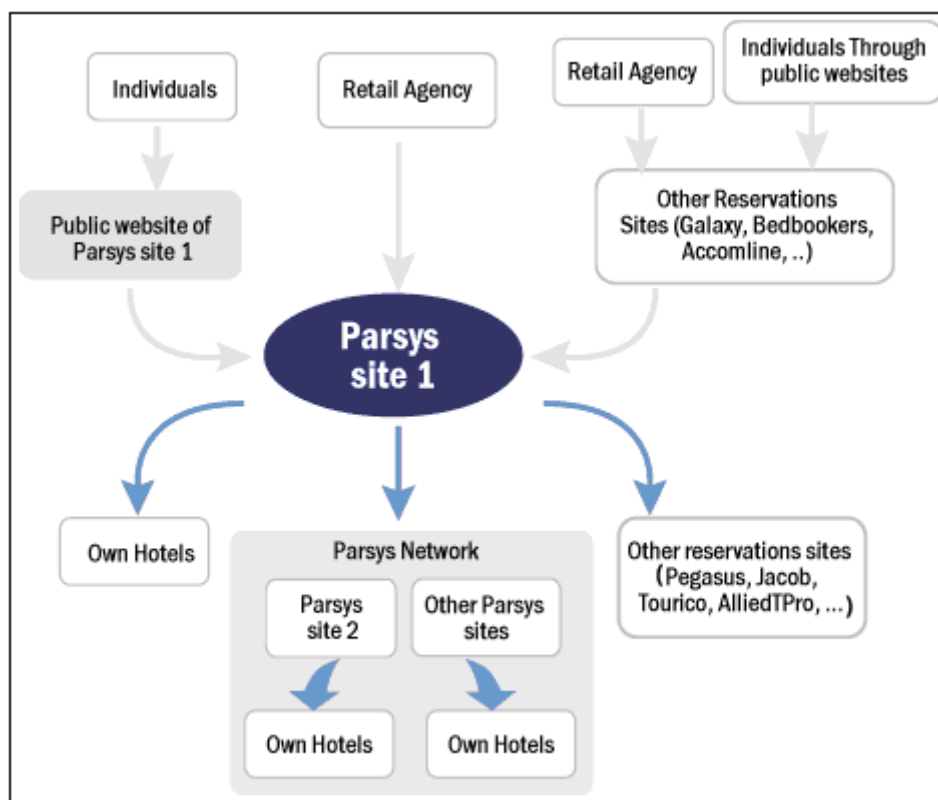 Individuals
Retail Agency
Retail Agency
Individuals Through
public websites
Public website of
Parsys site 1
Other Reservations
Sites (Galaxy, Bedbookers,
Accomline, ..)
Parsys
site 1
Own Hotels
Parsys Network
Parsys
site 2
Other Parsys
sites
Own Hotels
Own Hotels
Other reservations sites
(Pegasus, Jacob,
Tourico, AlliedTPro, ...)